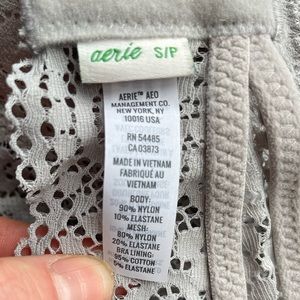 aerie S/P
AERIE™ AEO
MANAGEMENT CO.
NEW YORK, NY
10016 USA
RN 54485
CA 03873
MADE IN VIETNAM
FABRIQUÉ AU
VIETNAM
BODY:
90% NYLON
10% ELASTANE
MESH:
80% NYLON
20% ELASTANE
BRA LINING:
95% COTTON
5% ELASTANE